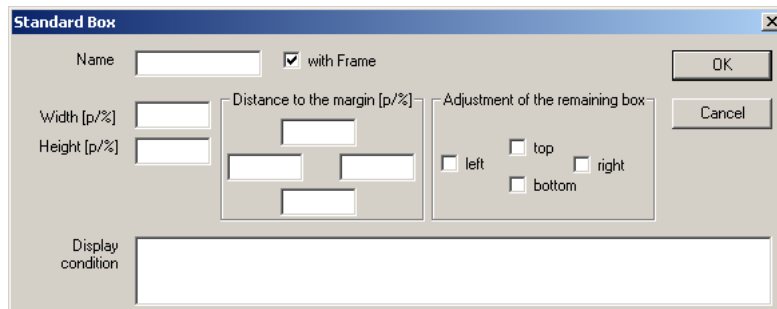 Standard Box
Name
with Frame
OK
Width [p/%]
Height [p/%]
Distance to the margin [p/%]
Adjustment of the remaining box
Cancel
top
left
right
bottom
Display
condition